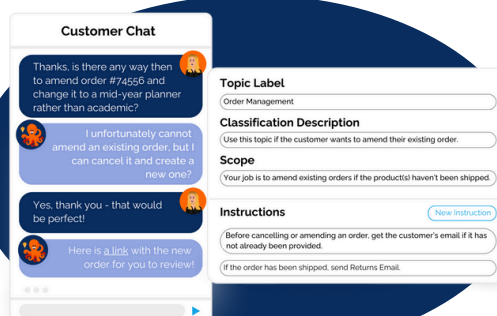 Customer Chat
Thanks, is there any way then
to amend order #74556 and
change it to a mid-year planner
rather than academic?
I unfortunately cannot
amend an existing order, but I
can cancel it and create a
new one?
Yes, thank you - that would
be perfect!
Here is a link with the new
order for you to review!
Topic Label
Order Management
Classification Description
Use this topic if the customer wants to amend their existing order.
Scope
Your job is to amend existing orders if the product(s) haven't been shipped.
Instructions
New Instruction
Before cancelling or amending an order, get the customer's email if it has
not already been provided.
If the order has been shipped, send Returns Email.